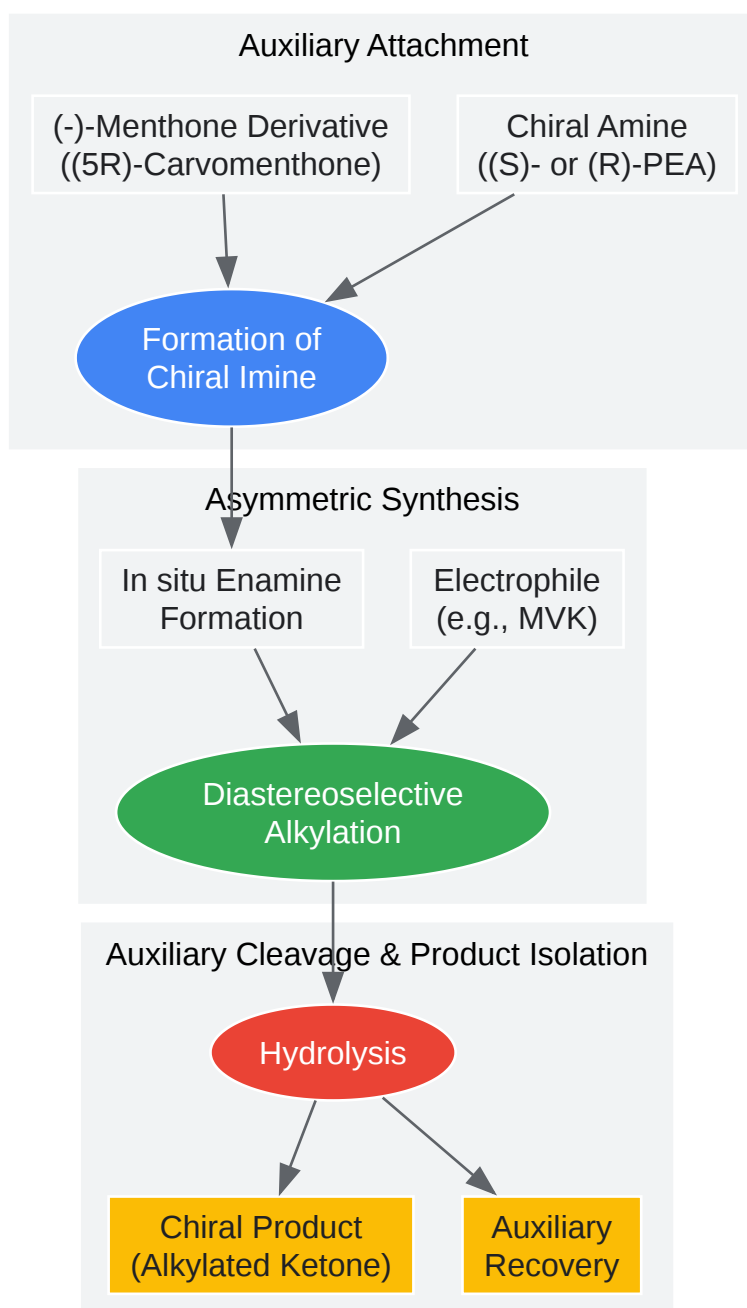 Auxiliary Attachment
(-)-Menthone Derivative
((5R)-Carvomenthone)
Chiral Amine
((S)- or (R)-PEA)
Formation of
Chiral Imine
Asymmetric Synthesis
In situ Enamine
Formation
Electrophile
(e.g., MVK)
Diastereoselective
Alkylation
Auxiliary Cleavage & Product Isolation
Hydrolysis
Chiral Product
(Alkylated Ketone)
Auxiliary
Recovery